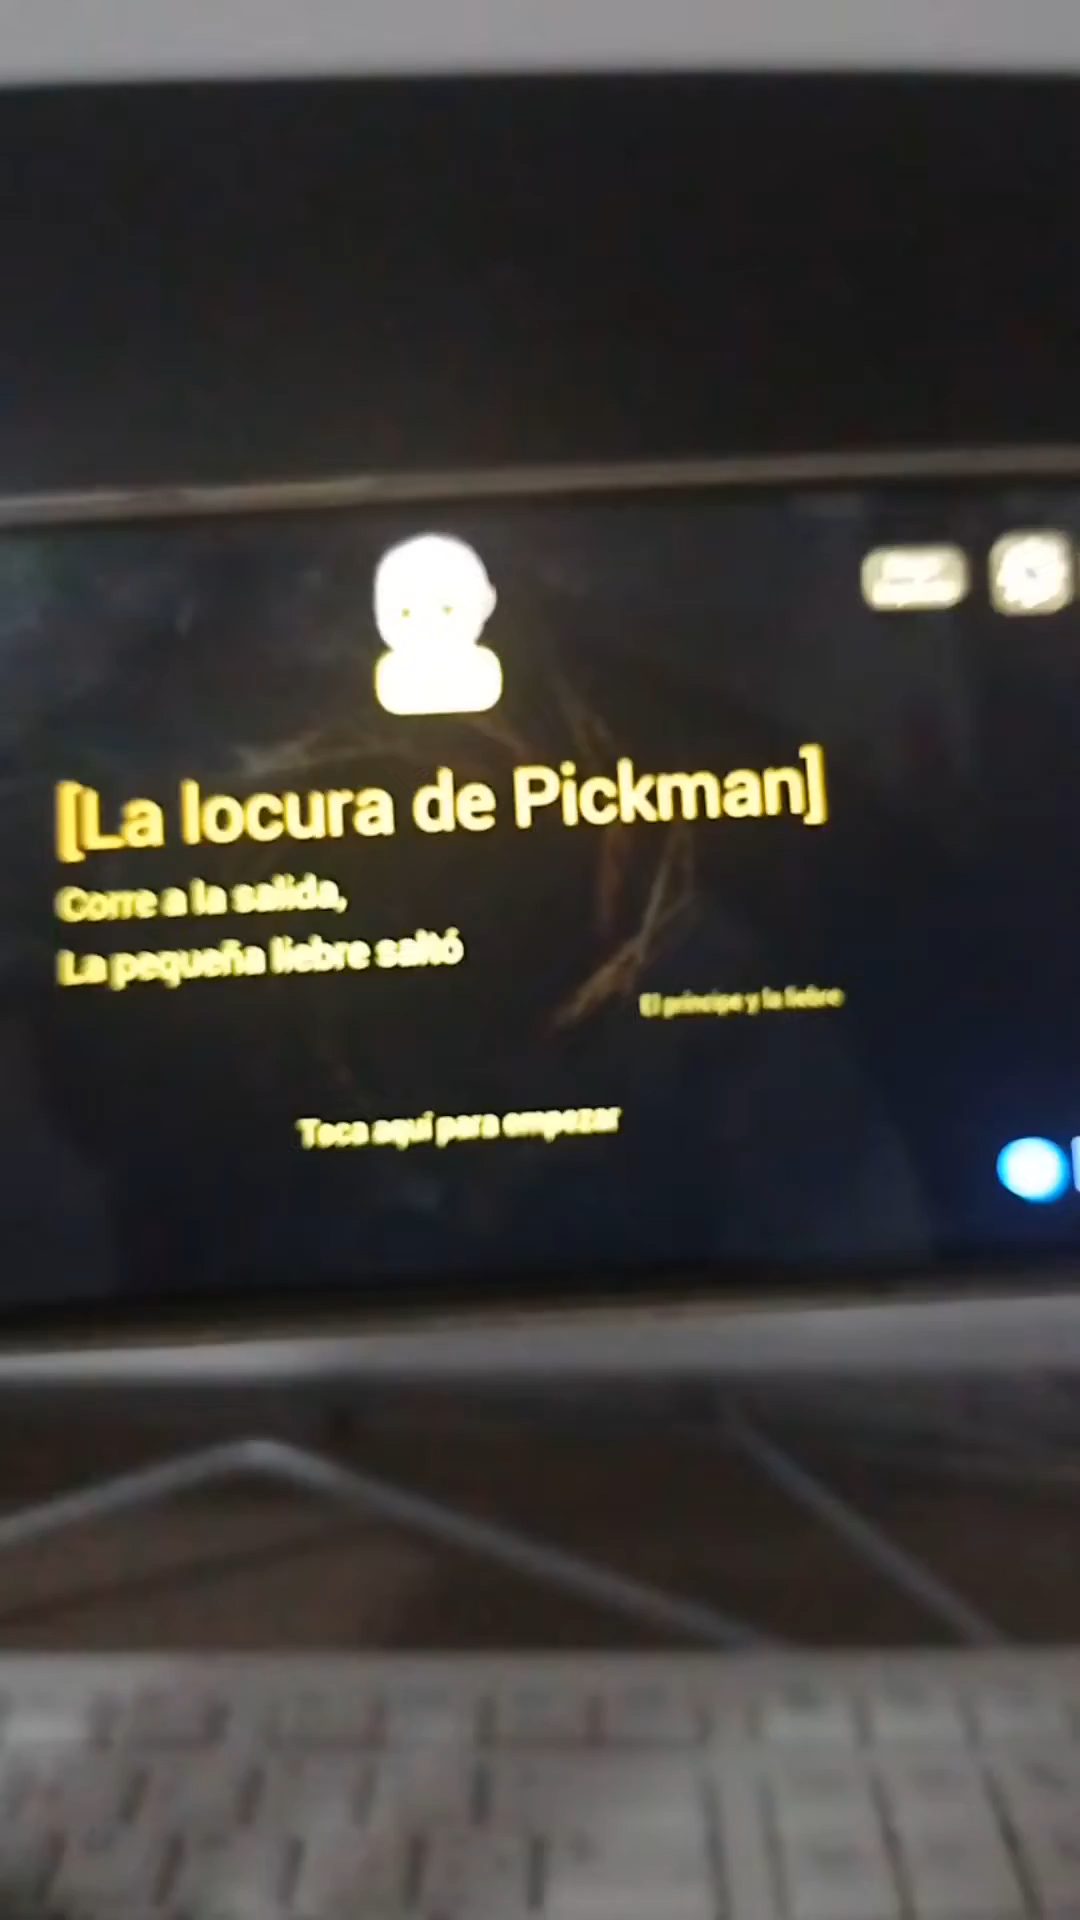 [La locura de Pickman]
Corre a la salida,
La pequeña liebre saltó
El príncipe y la liebre
Toca aquí para empezar